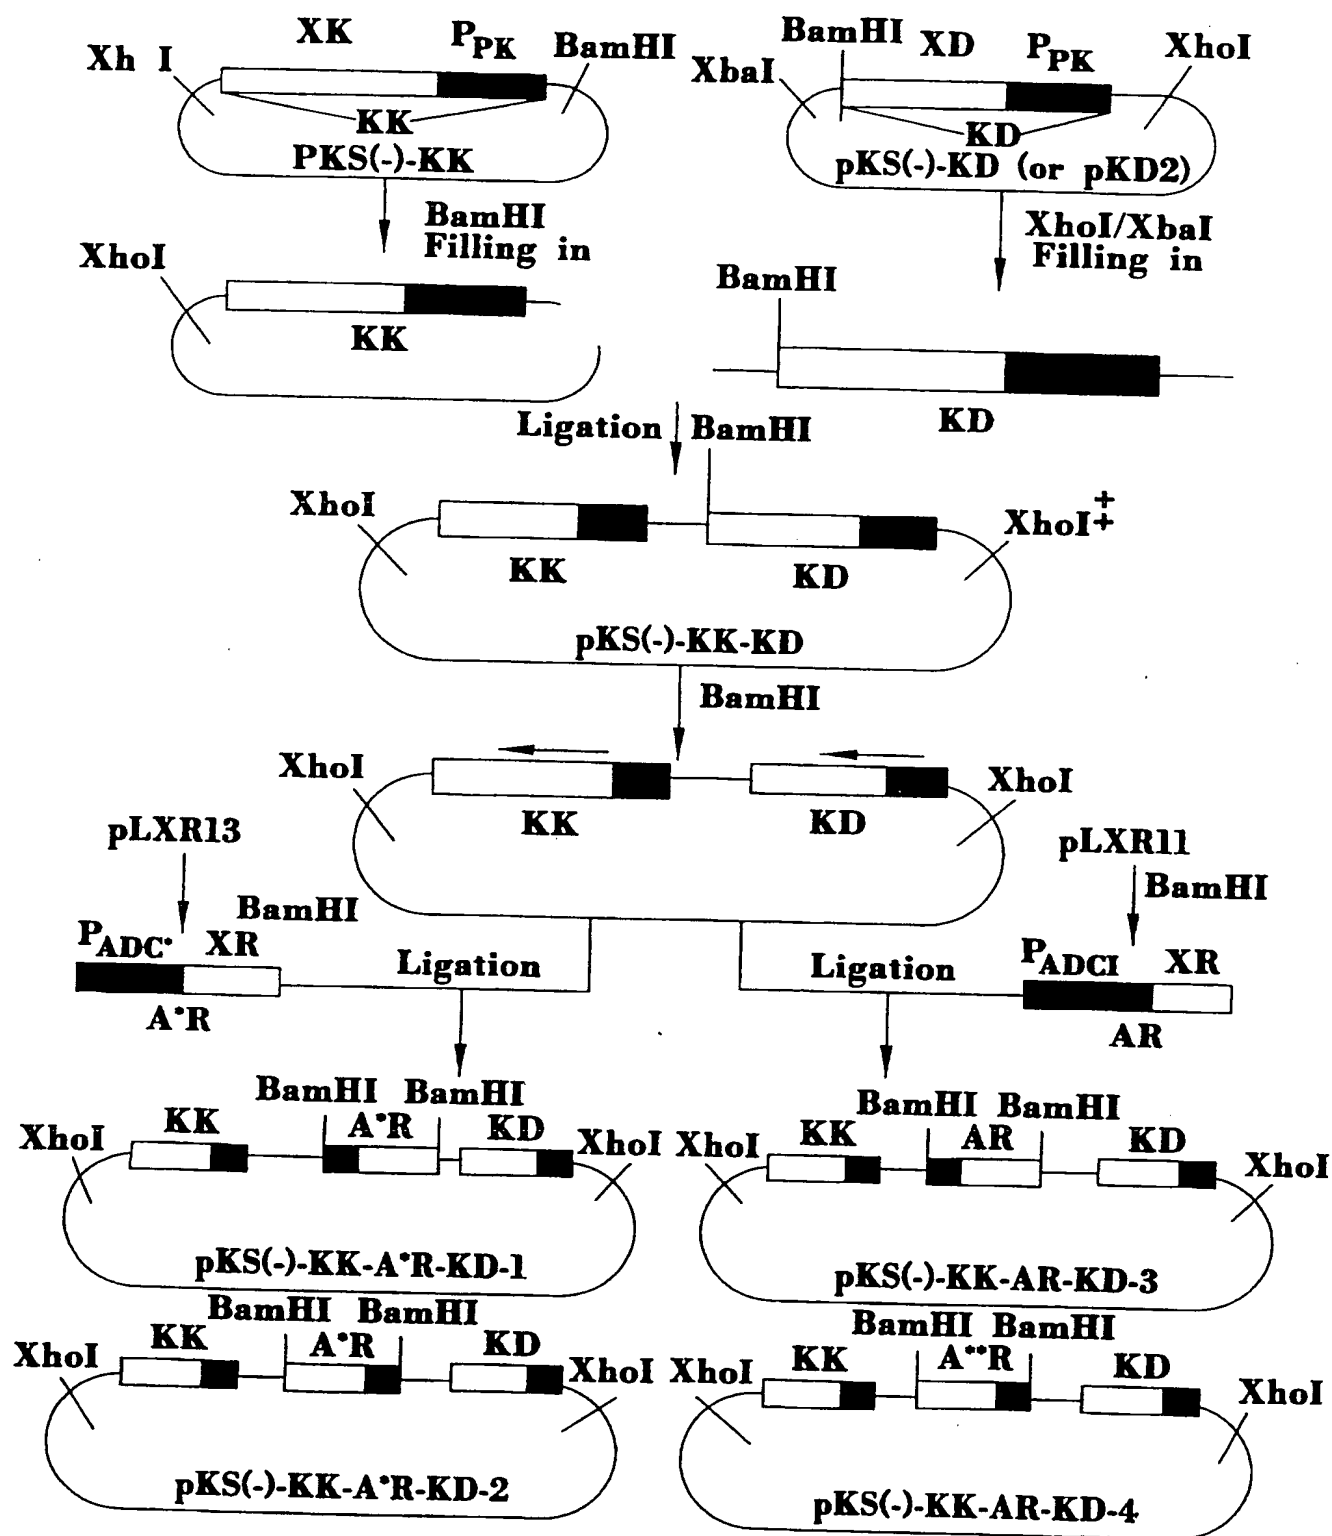 XK PPK
Xh I BamHI
KK
PKS(-)-KK
BamHI XD PPK XhoI
XbaI
KD
pKS(-)-KD (or pKD2)
BamHI
Filling in
XhoI/XbaI
Filling in
XhoI
KK
BamHI
KD
Ligation BamHI
XhoI
XhoI‡
KK KD
pKS(-)-KK-KD
BamHI
XhoI XhoI
KK KD
pLXR13
BamHI
PADC* XR
A*R
Ligation
pLXR11
BamHI
PADCI XR
AR
Ligation
BamHI BamHI
KK A*R KD
XhoI XhoI
pKS(-)-KK-A*R-KD-1
BamHI BamHI
KK AR KD
XhoI XhoI
pKS(-)-KK-AR-KD-3
BamHI BamHI
KK A*R KD
XhoI XhoI
pKS(-)-KK-A*R-KD-2
BamHI BamHI
KK A**R KD
XhoI XhoI
pKS(-)-KK-AR-KD-4